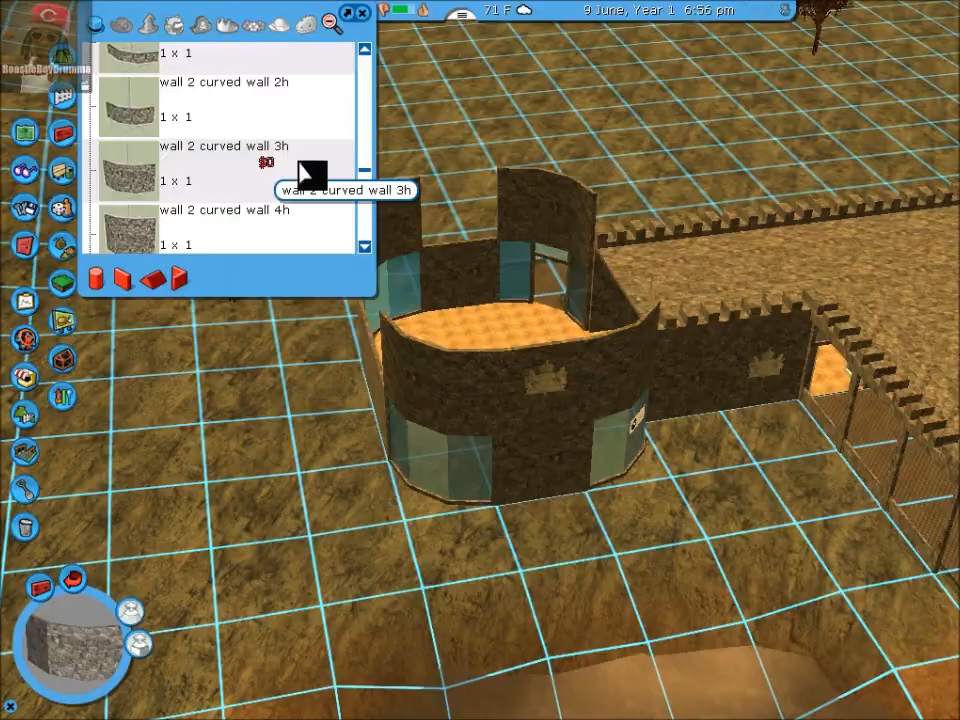 71 F
9 June, Year 1 6:56 pm
BeastieBoyDrumma
1 x 1
wall 2 curved wall 2h
1 x 1
wall 2 curved wall 3h
$0
1 x 1
wall 2 curved wall 3h
wall 2 curved wall 4h
1 x 1